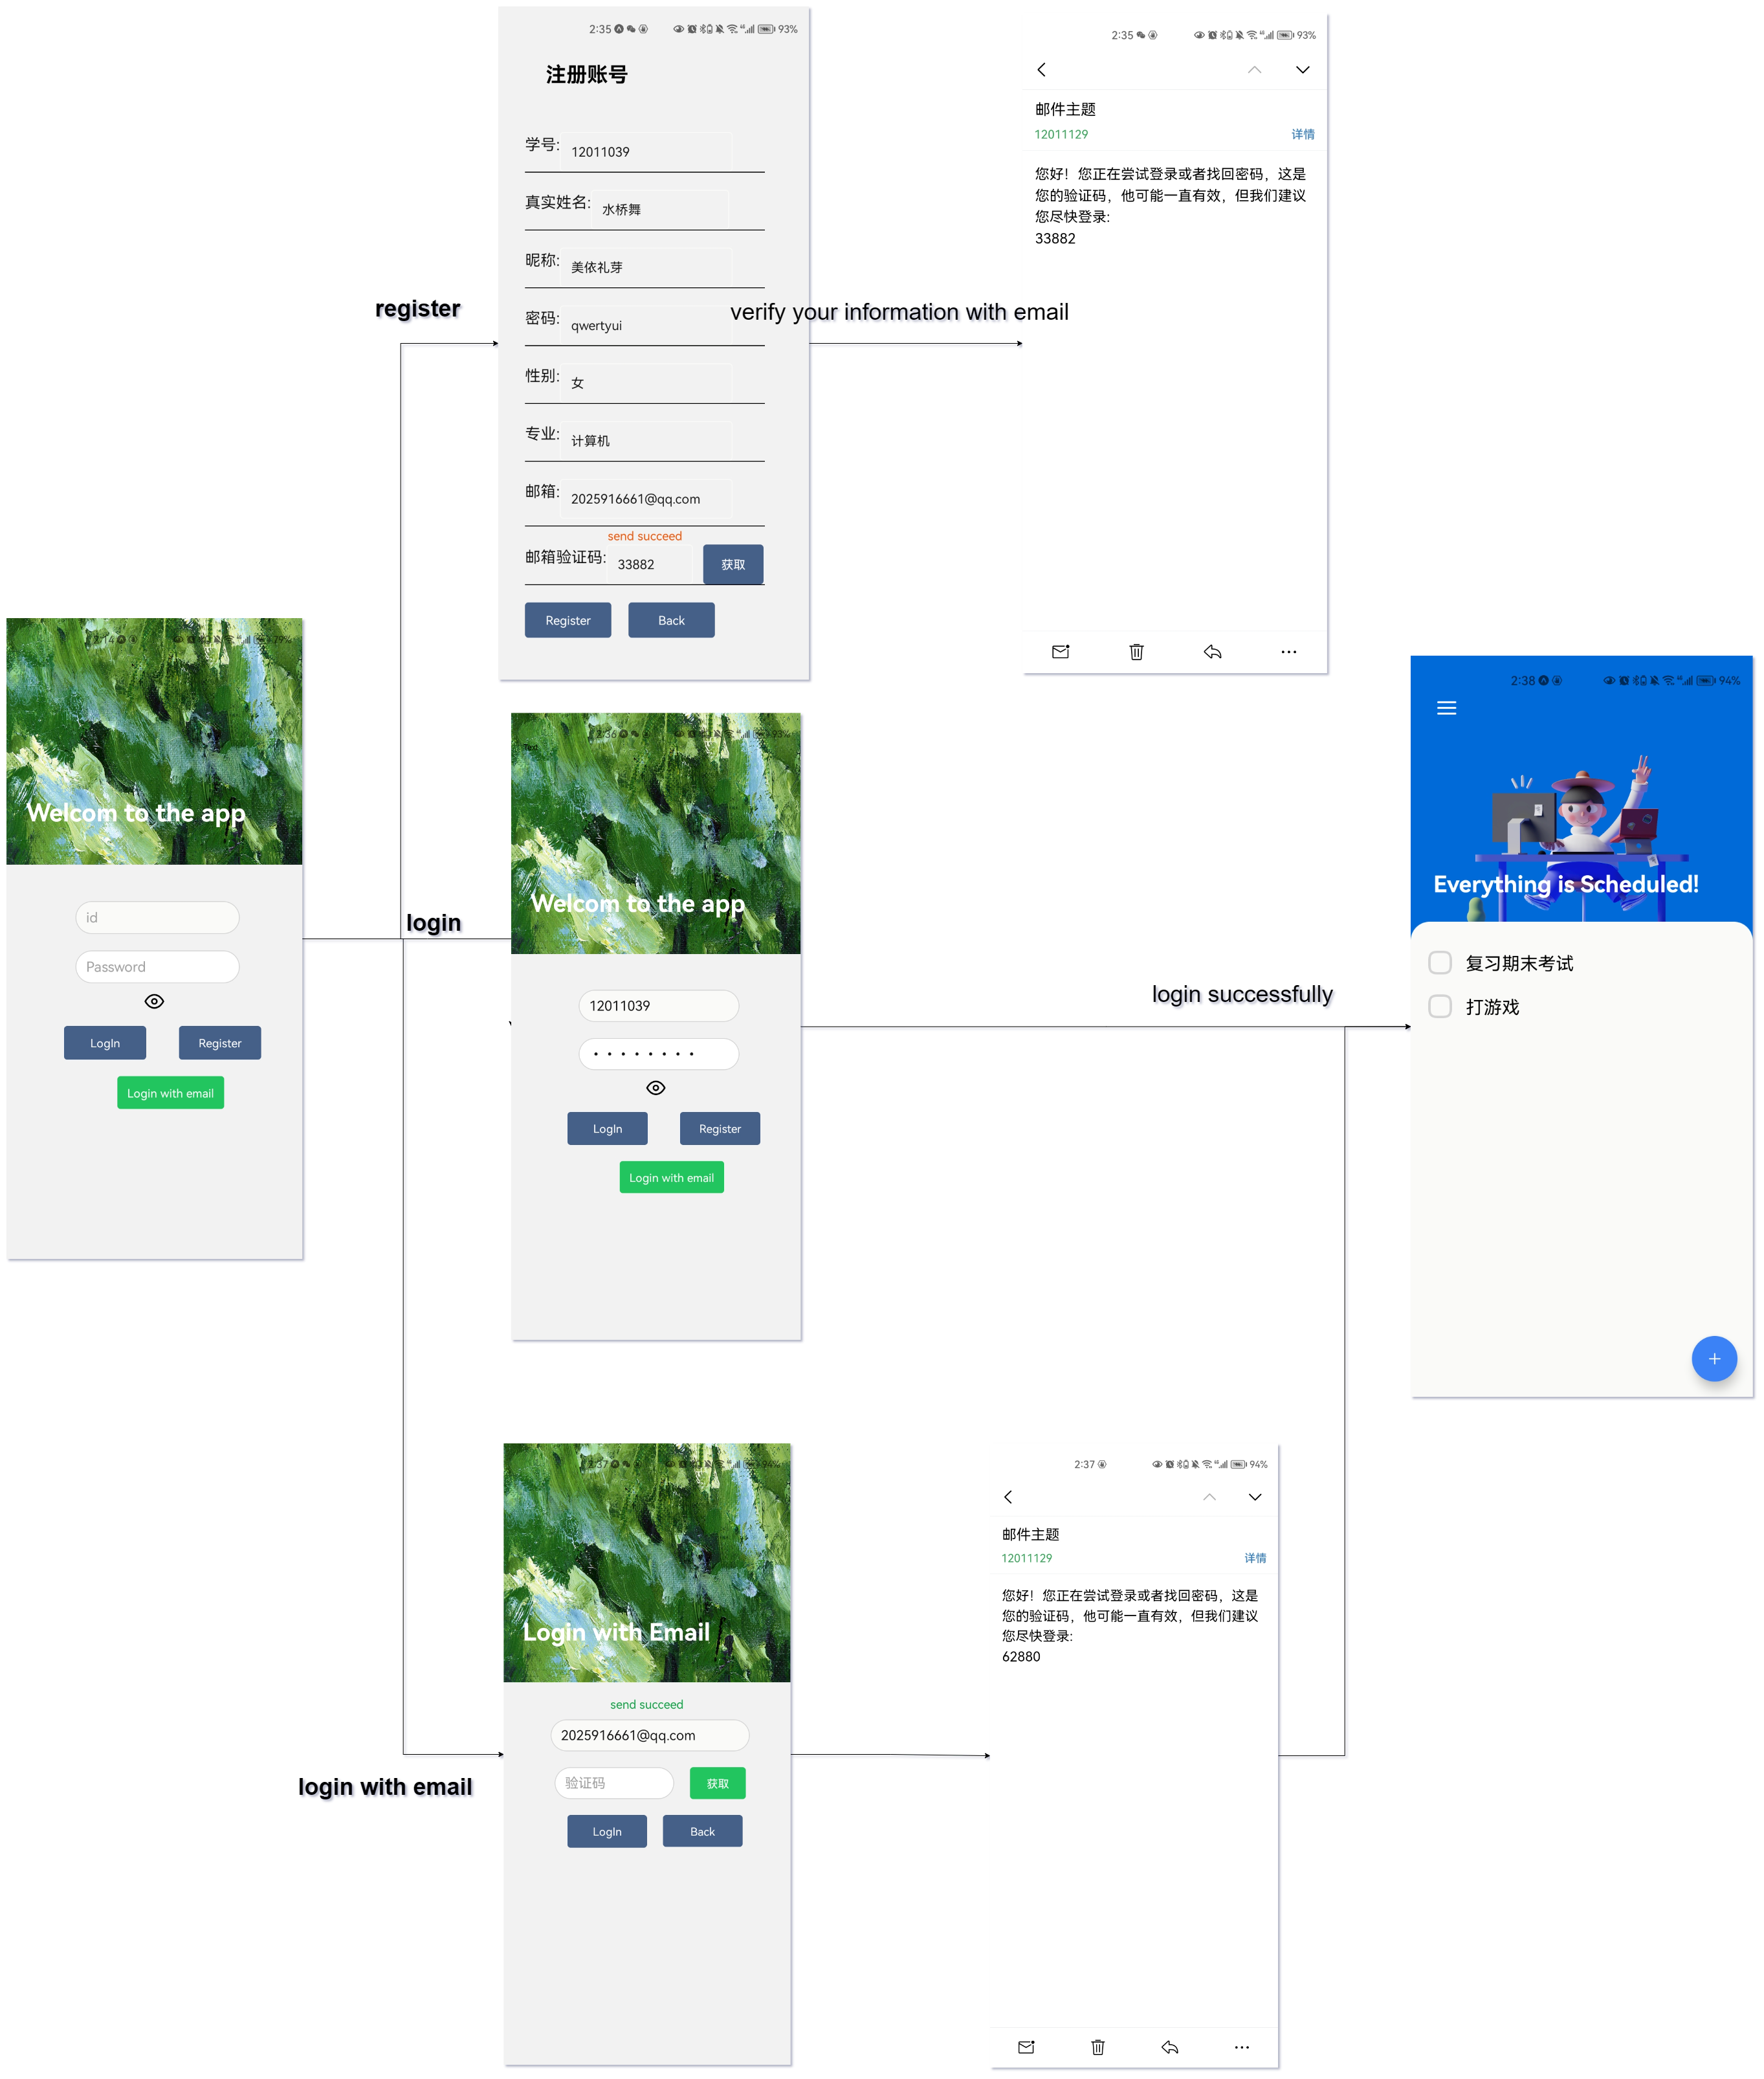 2:35
93%
注册账号
学号:
12011039
真实姓名:
水桥舞
昵称:
美依礼芽
密码:
qwertyui
性别:
女
专业:
计算机
邮箱:
2025916661@qq.com
send succeed
邮箱验证码:
33882
获取
Register
Back
register
verify your information with email
2:35
93%
邮件主题
12011129
详情
您好！您正在尝试登录或者找回密码，这是
您的验证码，他可能一直有效，但我们建议
您尽快登录:
33882
Welcom to the app
id
Password
LogIn
Register
Login with email
login
2:36
93%
Text
Welcom to the app
12011039
••••••••
LogIn
Register
Login with email
login successfully
2:38
94%
Everything is Scheduled!
复习期末考试
打游戏
+
login with email
2:37
94%
Login with Email
send succeed
2025916661@qq.com
验证码
获取
LogIn
Back
2:37
94%
邮件主题
12011129
详情
您好！您正在尝试登录或者找回密码，这是
您的验证码，他可能一直有效，但我们建议
您尽快登录:
62880